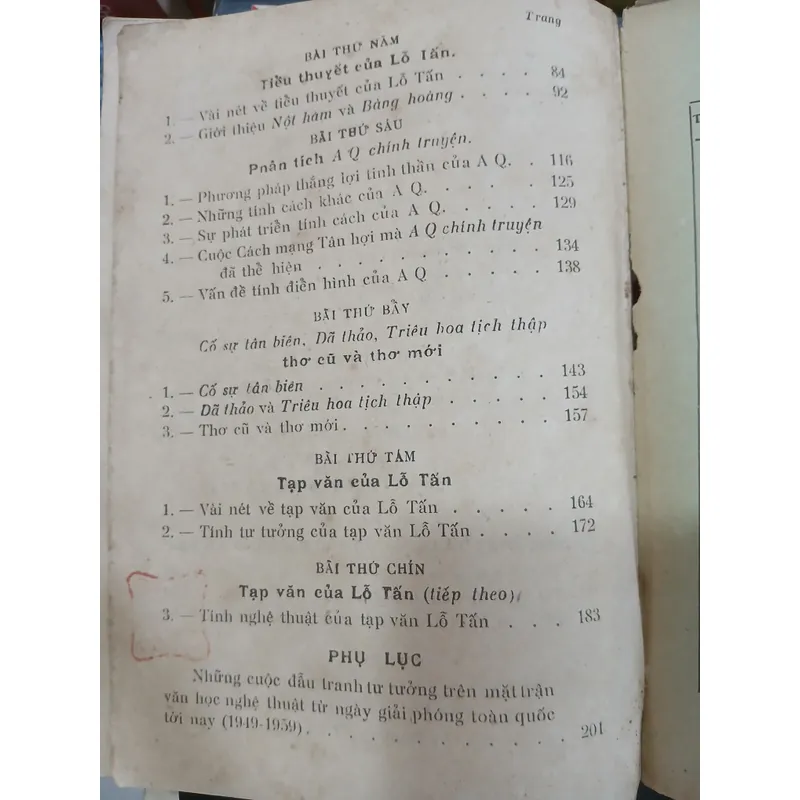 Trang
BÀI THỨ NĂM
Tiểu thuyết của Lỗ Tấn.
1. — Vài nét về tiểu thuyết của Lỗ Tấn . . . . 84
2. — Giới thiệu Nột hàm và Bàng hoàng . . . . 92
BÀI THỨ SÁU
Phân tích A Q chính truyện.
1. — Phương pháp thắng lợi tinh thần của A Q. . 116
2. — Những tính cách khác của A Q. . . . . 125
3. — Sự phát triển tính cách của A Q. . . . 129
4. — Cuộc Cách mạng Tân hợi mà A Q chính truyện
đã thể hiện . . . . . . . . . . 134
5. — Vấn đề tính điển hình của A Q . . . . . 138
BÀI THỨ BẨY
Cố sự tân biên, Dã thảo, Triêu hoa tịch thập
thơ cũ và thơ mới
1. — Cố sự tân biên . . . . . . . . . . 143
2. — Dã thảo và Triêu hoa tịch thập . . . . . 154
3. — Thơ cũ và thơ mới . . . . . . . . . 157
BÀI THỨ TÁM
Tạp văn của Lỗ Tấn
1. — Vài nét về tạp văn của Lỗ Tấn . . . . . 164
2. — Tính tư tưởng của tạp văn Lỗ Tấn . . . . 172
BÀI THỨ CHÍN
Tạp văn của Lỗ Tấn (tiếp theo)
3. — Tính nghệ thuật của tạp văn Lỗ Tấn . . . 183
PHỤ LỤC
Những cuộc đấu tranh tư tưởng trên mặt trận
văn học nghệ thuật từ ngày giải phóng toàn quốc
tới nay (1949-1959) . . . . . . . . . . 201